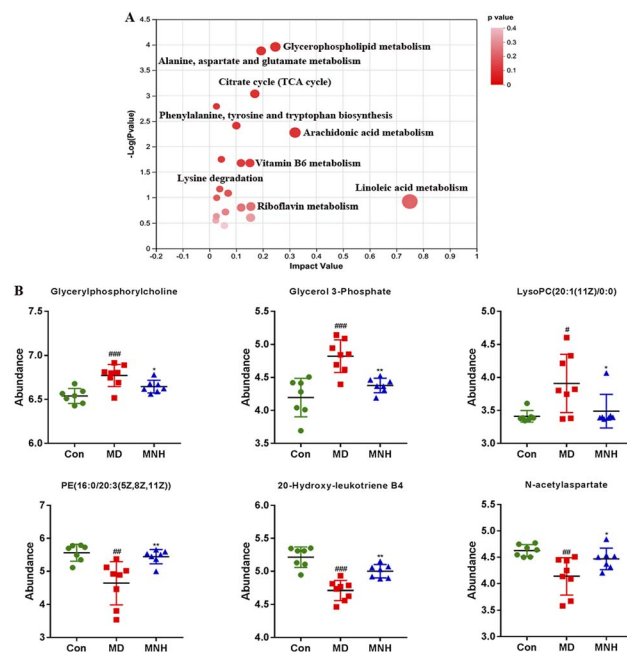 A
p value
0.4
0.3
0.2
0.1
0
-Log(Pvalue)
4.5
4
3.5
3
2.5
2
1.5
1
0.5
0
Glycerophospholipid metabolism
Alanine, aspartate and glutamate metabolism
Citrate cycle (TCA cycle)
Phenylalanine, tyrosine and tryptophan biosynthesis
Arachidonic acid metabolism
Vitamin B6 metabolism
Lysine degradation
Linoleic acid metabolism
Riboflavin metabolism
-0.2 -0.1 0 0.1 0.2 0.3 0.4 0.5 0.6 0.7 0.8 0.9 1
Impact Value
B
Glycerylphosphorylcholine
Abundance
7.5
7.0
6.5
6.0
###
*
Con MD MNH
Glycerol 3-Phosphate
Abundance
5.5
5.0
4.5
4.0
3.5
###
**
Con MD MNH
LysoPC(20:1(11Z)/0:0)
Abundance
5.0
4.5
4.0
3.5
3.0
#
*
Con MD MNH
PE(16:0/20:3(5Z,8Z,11Z))
Abundance
7
6
5
4
3
##
**
Con MD MNH
20-Hydroxy-leukotriene B4
Abundance
6.0
5.5
5.0
4.5
4.0
###
**
Con MD MNH
N-acetylaspartate
Abundance
5.5
5.0
4.5
4.0
3.5
3.0
##
*
Con MD MNH